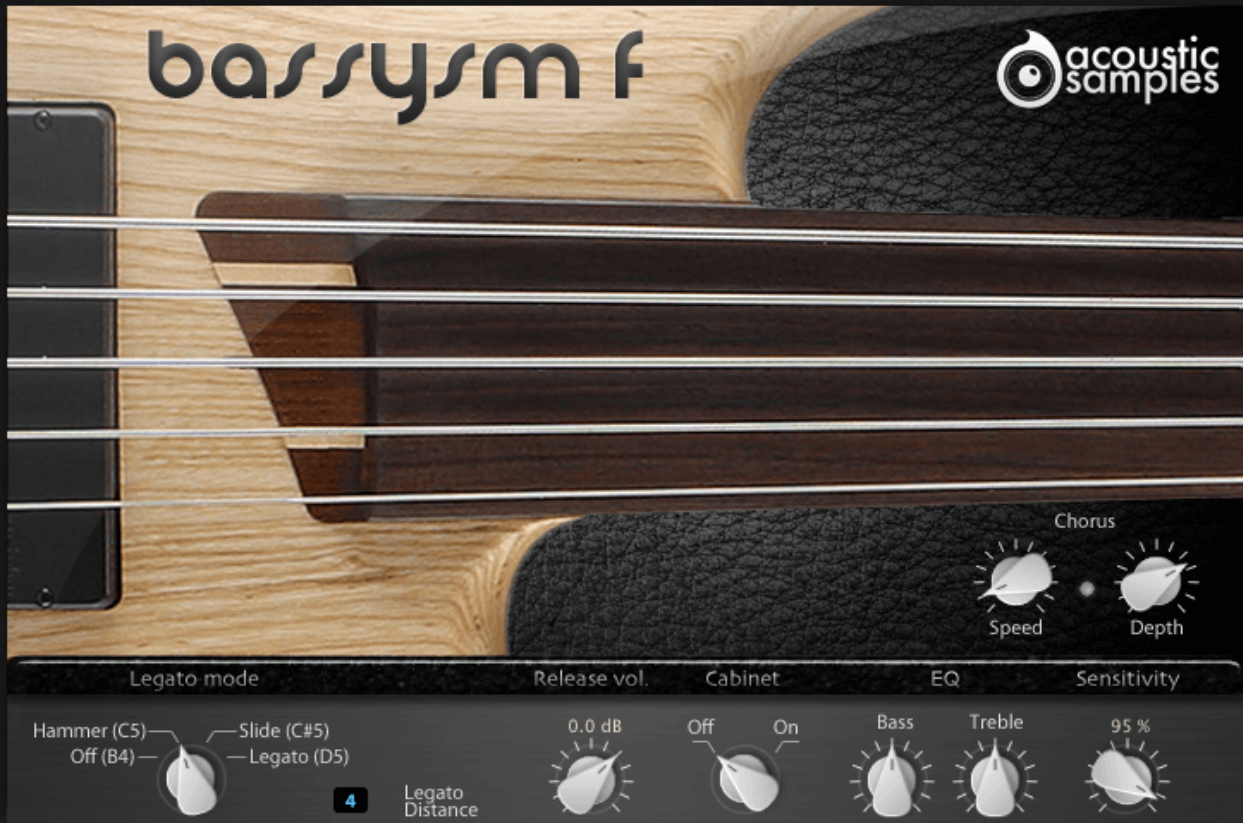 bassysm f
acoustic
samples
Chorus
Speed
Depth
Legato mode
Release vol.
Cabinet
EQ
Sensitivity
Hammer (C5)
Slide (C#5)
Off (B4)
Legato (D5)
4
Legato
Distance
0.0 dB
Off
On
Bass
Treble
95 %